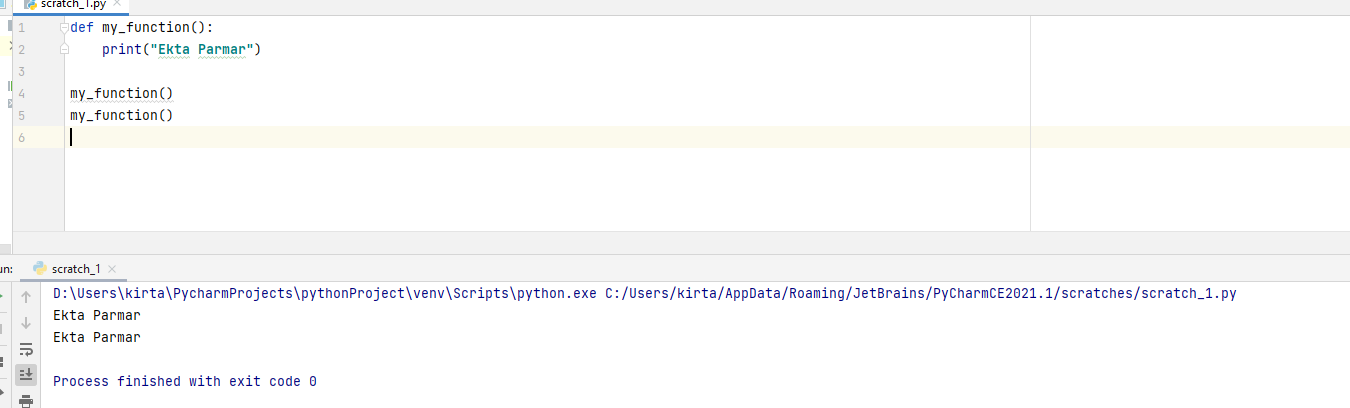 scratch_1.py
1 def my_function():
2     print("Ekta Parmar")
3
4 my_function()
5 my_function()
6
scratch_1
D:\Users\kirta\PycharmProjects\pythonProject\venv\Scripts\python.exe C:/Users/kirta/AppData/Roaming/JetBrains/PyCharmCE2021.1/scratches/scratch_1.py
Ekta Parmar
Ekta Parmar
Process finished with exit code 0